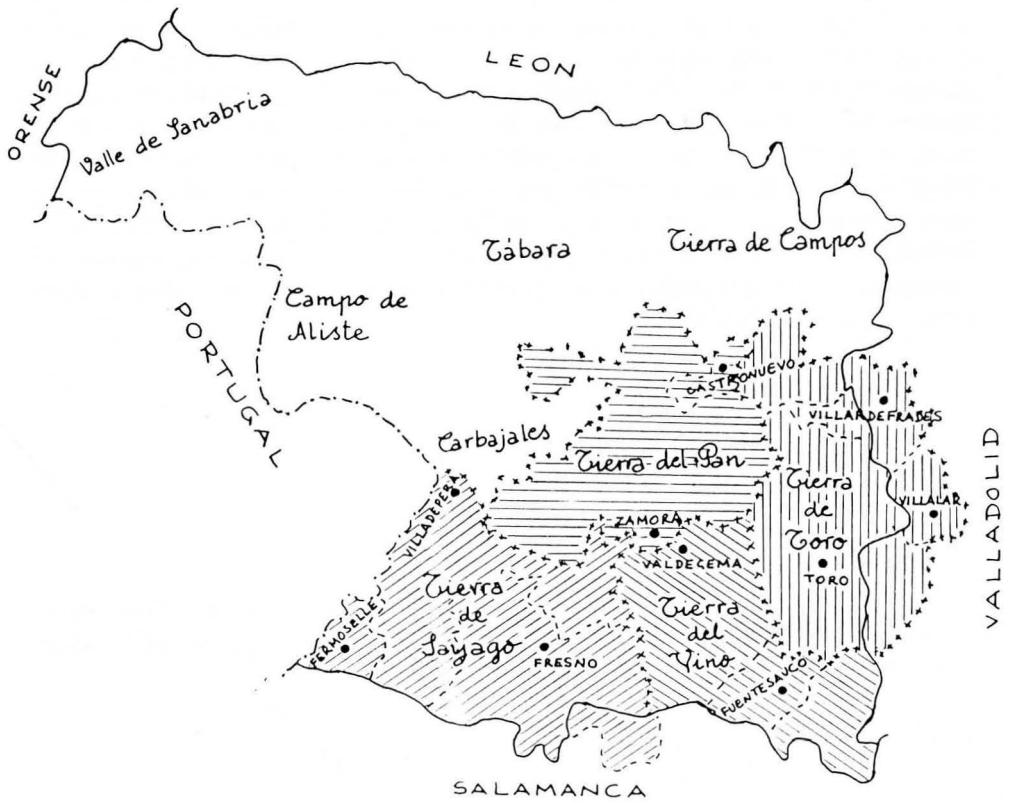 LEON
ORENSE
Valle de Sanabria
Tábara
Tierra de Campos
Campo de
Aliste
PORTUGAL
CASTRONUEVO
VILLARDEFRADES
Carbajales
Tierra del Pan
VALLADOLID
Tierra
de
Toro
VILLALAR
VILLADEPERA
ZAMORA
VALDEGEMA
TORO
Tierra
de
Sayago
Tierra
del
Vino
FERMOSELLE
FRESNO
FUENTESAUCO
SALAMANCA